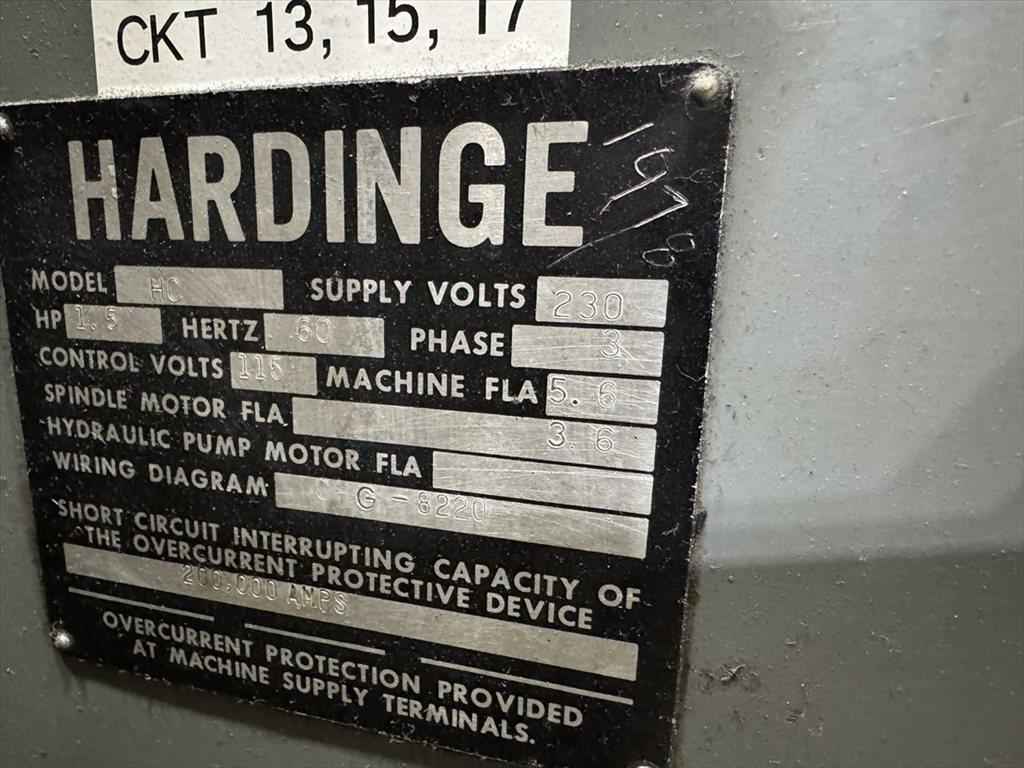 CKT 13, 15, 17
HARDINGE
MODEL HC SUPPLY VOLTS 230
HP 1.5 HERTZ 60 PHASE 3
CONTROL VOLTS 115 MACHINE FLA 5.6
SPINDLE MOTOR FLA 3.6
HYDRAULIC PUMP MOTOR FLA
WIRING DIAGRAM G-8220
SHORT CIRCUIT INTERRUPTING CAPACITY OF
THE OVERCURRENT PROTECTIVE DEVICE
200,000 AMPS
OVERCURRENT PROTECTION PROVIDED
AT MACHINE SUPPLY TERMINALS.